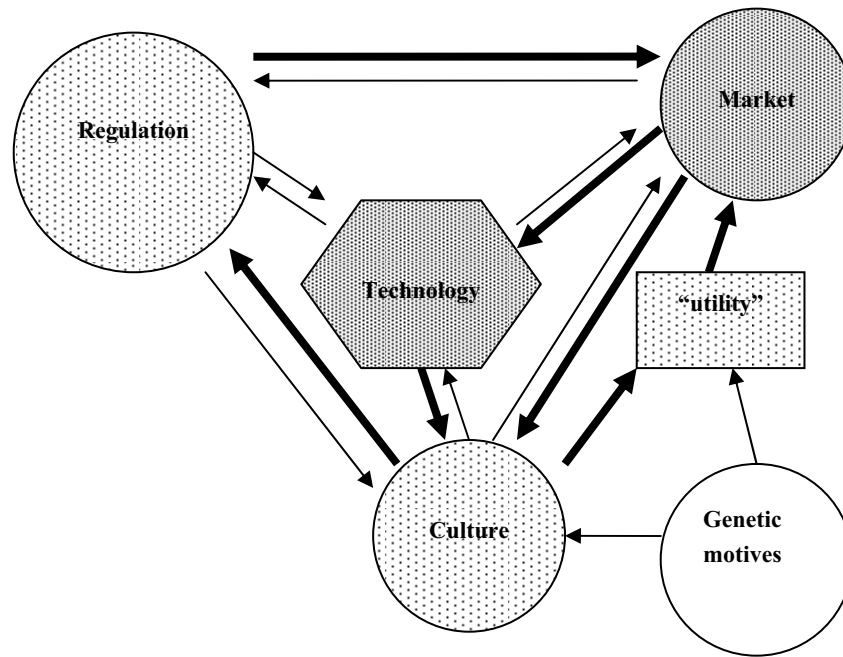 Market
Regulation
Technology
“utility”
Culture
Genetic
motives